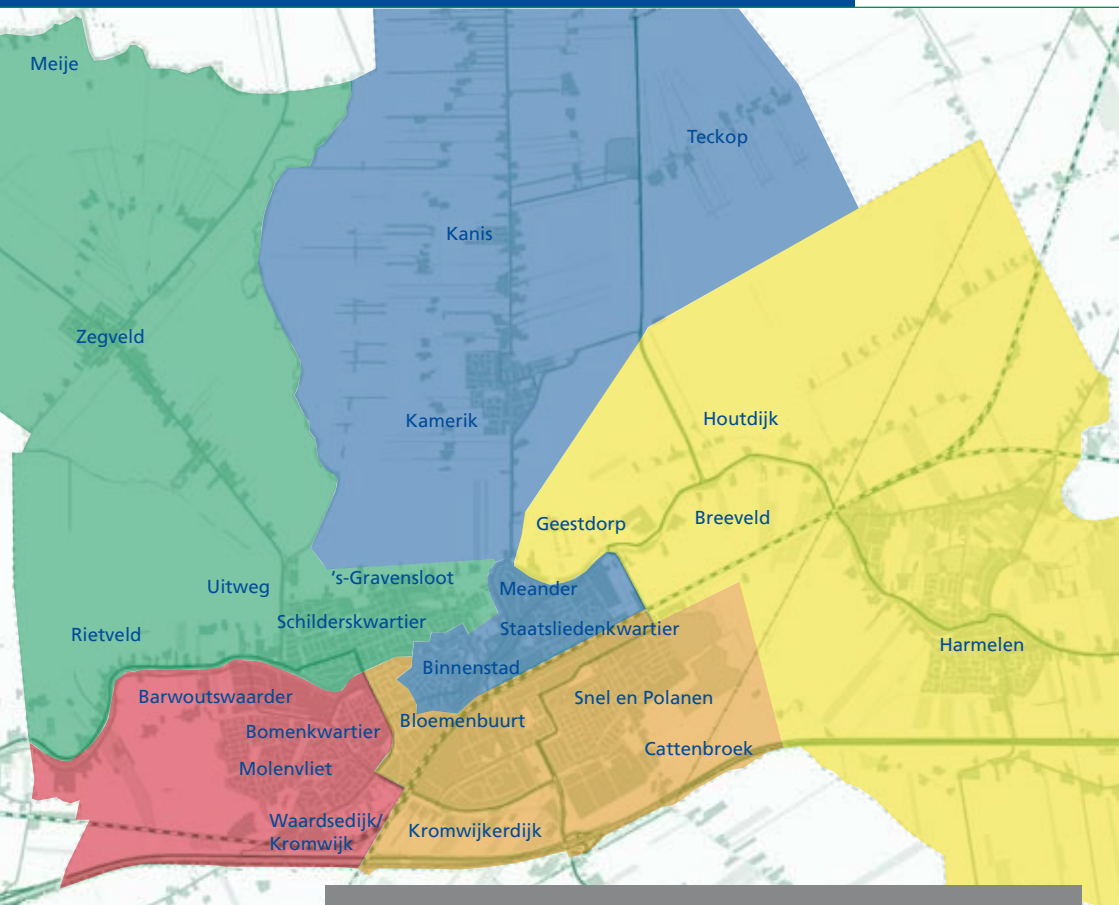 Meije
Teckop
Kanis
Zegveld
Kamerik
Houtdijk
Geestdorp
Breeveld
's-Gravensloot
Uitweg
Meander
Schilderskwartier
Staatsliedenkwartier
Rietveld
Harmelen
Binnenstad
Barwoutswaarder
Snel en Polanen
Bloemenbuurt
Bomenkwartier
Cattenbroek
Molenvliet
Waardsedijk/
Kromwijk
Kromwijkerdijk